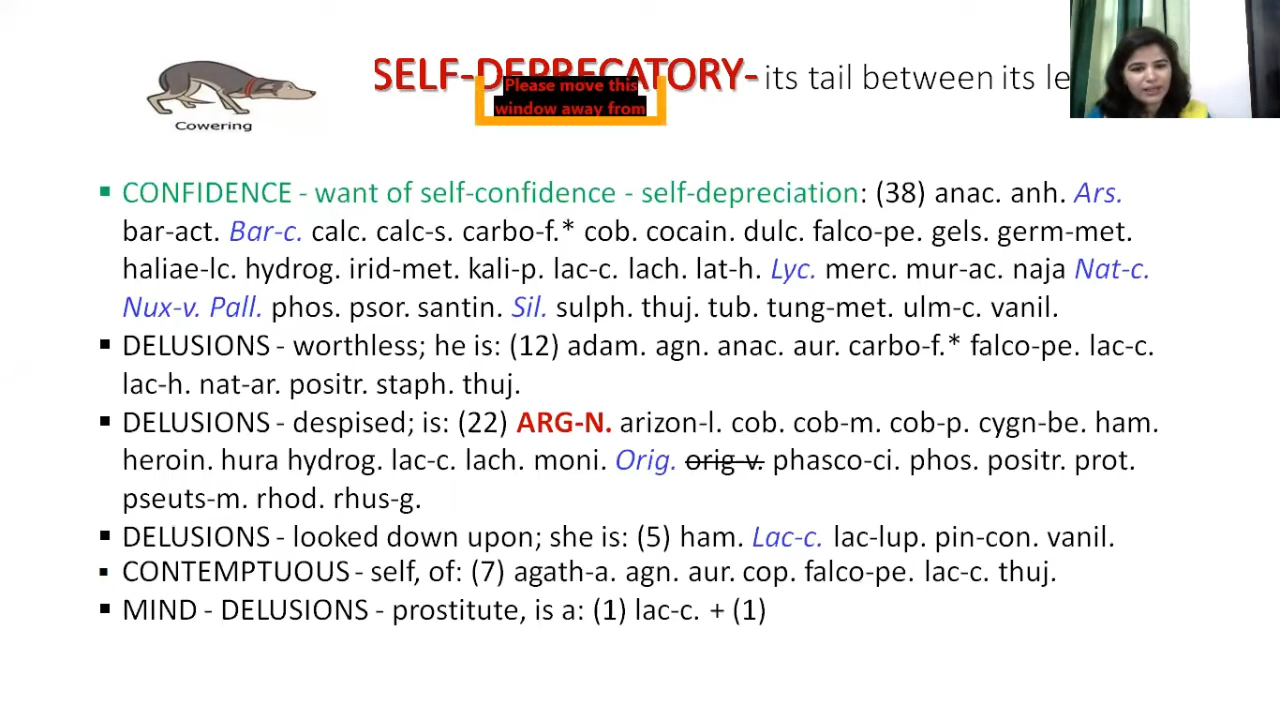 SELF-DEPRECATORY- its tail between its
Please move this
window away from
Cowering
▪ CONFIDENCE - want of self-confidence - self-depreciation: (38) anac. anh. Ars.
bar-act. Bar-c. calc. calc-s. carbo-f.* cob. cocain. dulc. falco-pe. gels. germ-met.
haliae-lc. hydrog. irid-met. kali-p. lac-c. lach. lat-h. Lyc. merc. mur-ac. naja Nat-c.
Nux-v. Pall. phos. psor. santin. Sil. sulph. thuj. tub. tung-met. ulm-c. vanil.
▪ DELUSIONS - worthless; he is: (12) adam. agn. anac. aur. carbo-f.* falco-pe. lac-c.
lac-h. nat-ar. positr. staph. thuj.
▪ DELUSIONS - despised; is: (22) ARG-N. arizon-l. cob. cob-m. cob-p. cygn-be. ham.
heroin. hura hydrog. lac-c. lach. moni. Orig. orig-v. phasco-ci. phos. positr. prot.
pseuts-m. rhod. rhus-g.
▪ DELUSIONS - looked down upon; she is: (5) ham. Lac-c. lac-lup. pin-con. vanil.
▪ CONTEMPTUOUS - self, of: (7) agath-a. agn. aur. cop. falco-pe. lac-c. thuj.
▪ MIND - DELUSIONS - prostitute, is a: (1) lac-c. + (1)